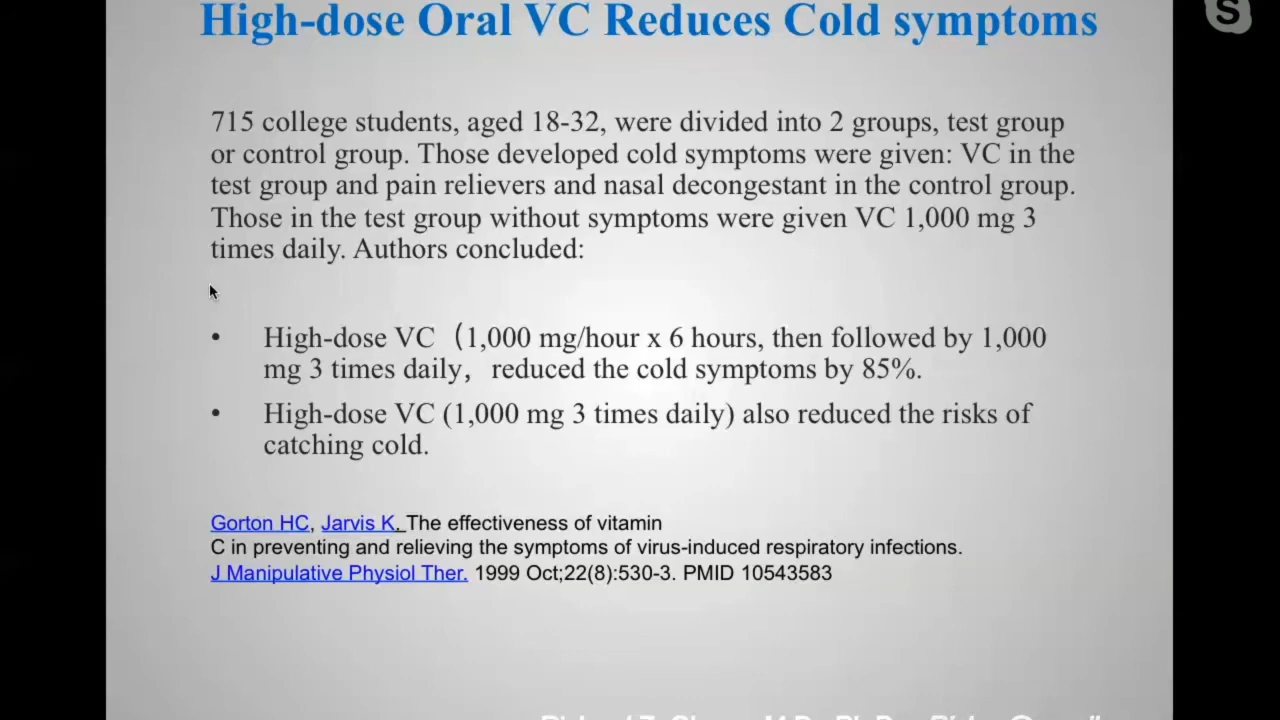 High-dose Oral VC Reduces Cold symptoms
S
715 college students, aged 18-32, were divided into 2 groups, test group
or control group. Those developed cold symptoms were given: VC in the
test group and pain relievers and nasal decongestant in the control group.
Those in the test group without symptoms were given VC 1,000 mg 3
times daily. Authors concluded:
• High-dose VC（1,000 mg/hour x 6 hours, then followed by 1,000
mg 3 times daily， reduced the cold symptoms by 85%.
• High-dose VC (1,000 mg 3 times daily) also reduced the risks of
catching cold.
Gorton HC, Jarvis K. The effectiveness of vitamin
C in preventing and relieving the symptoms of virus-induced respiratory infections.
J Manipulative Physiol Ther. 1999 Oct;22(8):530-3. PMID 10543583